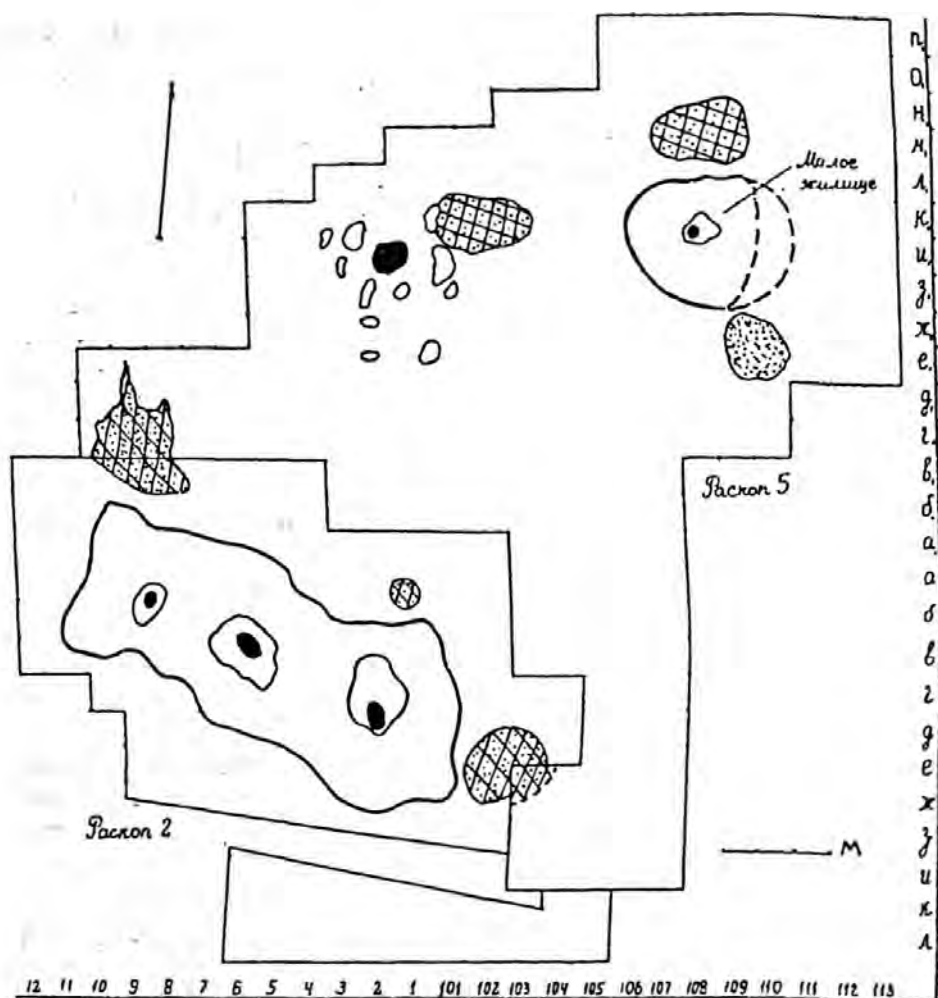 Малое
жилище
Раскоп 5
Раскоп 2
М
п,
о,
н,
м,
л,
к,
и,
з,
ж,
е,
д,
г,
в,
б,
а,
а
б
в
г
д
е
ж
з
и
к
л
12 11 10 9 8 7 6 5 4 3 2 1 101 102 103 104 105 106 107 108 109 110 111 112 113